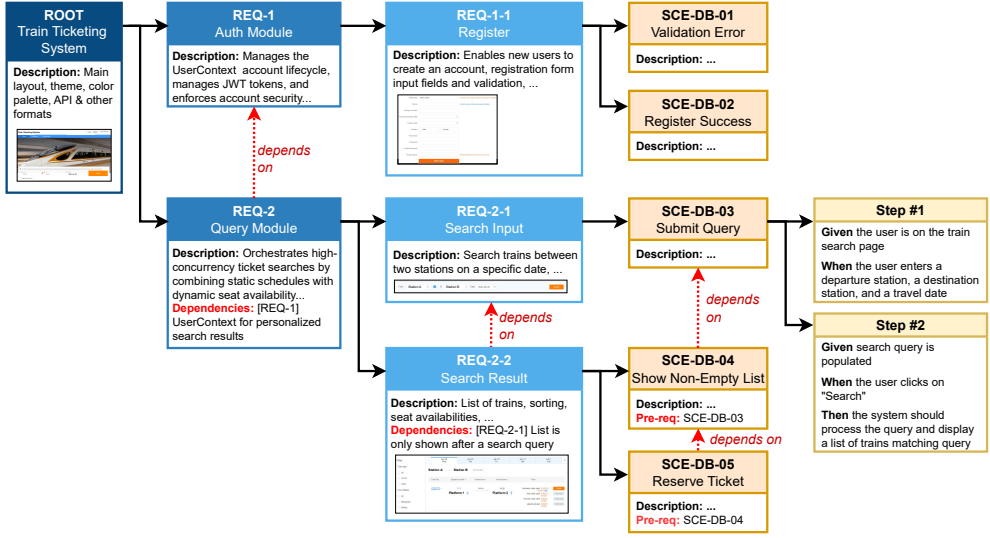 ROOT
Train Ticketing
System
Description: Main
layout, theme, color
palette, API & other
formats
REQ-1
Auth Module
Description: Manages the
UserContext account lifecycle,
manages JWT tokens, and
enforces account security...
REQ-1-1
Register
Description: Enables new users to
create an account, registration form
input fields and validation, ...
SCE-DB-01
Validation Error
Description: ...
SCE-DB-02
Register Success
Description: ...
depends
on
REQ-2
Query Module
Description: Orchestrates high-
concurrency ticket searches by
combining static schedules with
dynamic seat availability...
Dependencies: [REQ-1]
UserContext for personalized
search results
REQ-2-1
Search Input
Description: Search trains between
two stations on a specific date, ...
Station A
Station B
SCE-DB-03
Submit Query
Description: ...
Step #1
Given the user is on the train
search page
When the user enters a
departure station, a destination
station, and a travel date
Step #2
Given search query is
populated
When the user clicks on
"Search"
Then the system should
process the query and display
a list of trains matching query
depends
on
depends
on
REQ-2-2
Search Result
Description: List of trains, sorting,
seat availabilities, ...
Dependencies: [REQ-2-1] List is
only shown after a search query
Station A
Station B
Platform 1
Platform 2
SCE-DB-04
Show Non-Empty List
Description: ...
Pre-req: SCE-DB-03
depends on
SCE-DB-05
Reserve Ticket
Description: ...
Pre-req: SCE-DB-04